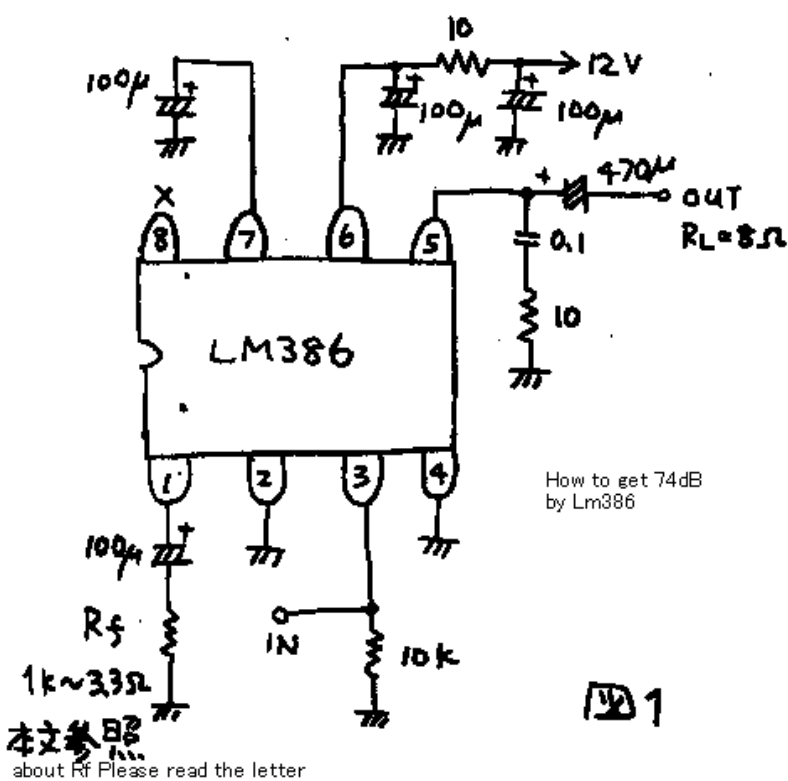 10
12V
100μ
+
+
100μ
+
100μ
X
+
470μ
OUT
RL=8Ω
8
7
6
5
0.1
10
LM386
1
2
3
4
How to get 74dB
by Lm386
+
100μ
Rf
1k~3.3Ω
IN
10k
本文参照
図1
about Rf Please read the letter